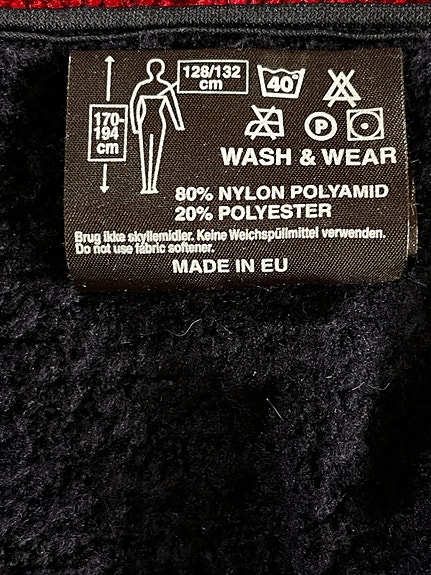 128/132
cm
170-
194
cm
40°
P
WASH & WEAR
80% NYLON POLYAMID
20% POLYESTER
Brug ikke skyllemidler. Keine Weichspüllmittel verwenden.
Do not use fabric softener.
MADE IN EU